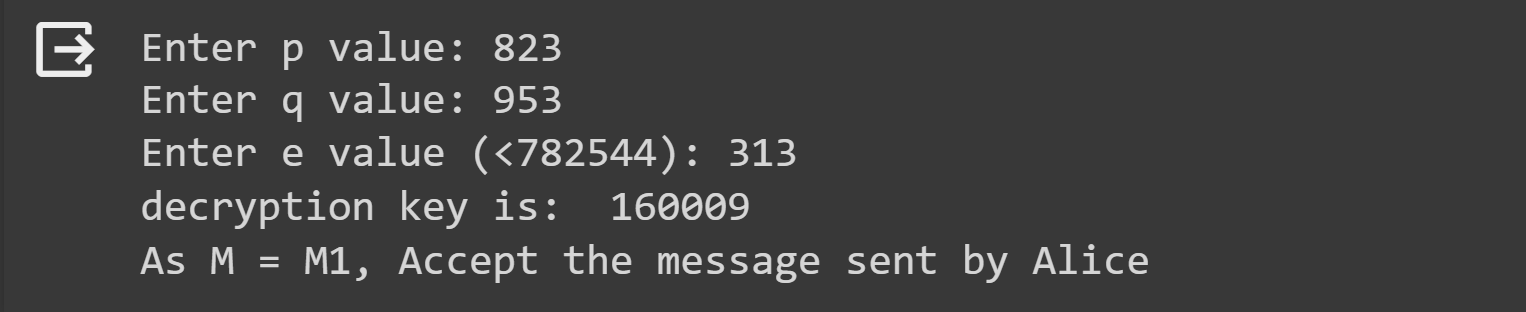 Enter p value: 823
Enter q value: 953
Enter e value (<782544): 313
decryption key is:  160009
As M = M1, Accept the message sent by Alice